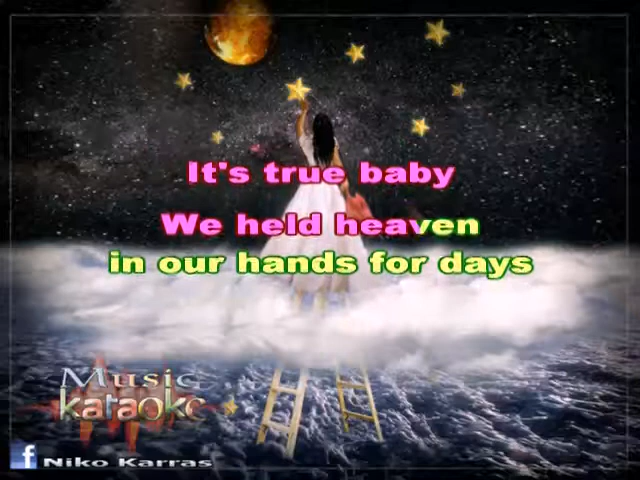 It's true baby
We held heaven
in our hands for days
Music
karaoke
f Niko Karras